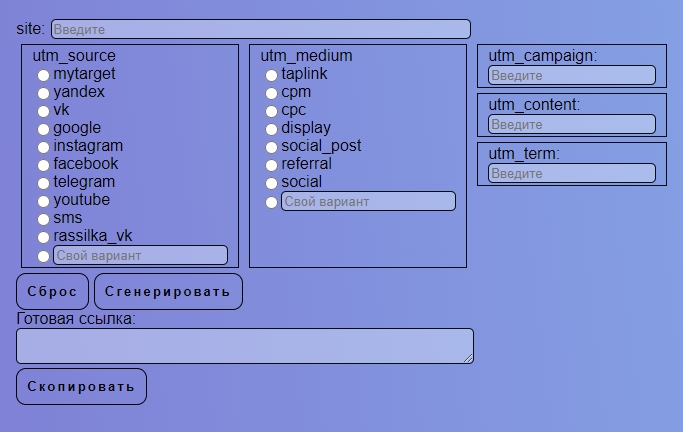 site: Введите
utm_source
mytarget
yandex
vk
google
instagram
facebook
telegram
youtube
sms
rassilka_vk
Свой вариант
utm_medium
taplink
cpm
cpc
display
social_post
referral
social
Свой вариант
utm_campaign:
Введите
utm_content:
Введите
utm_term:
Введите
Сброс Сгенерировать
Готовая ссылка:
Скопировать